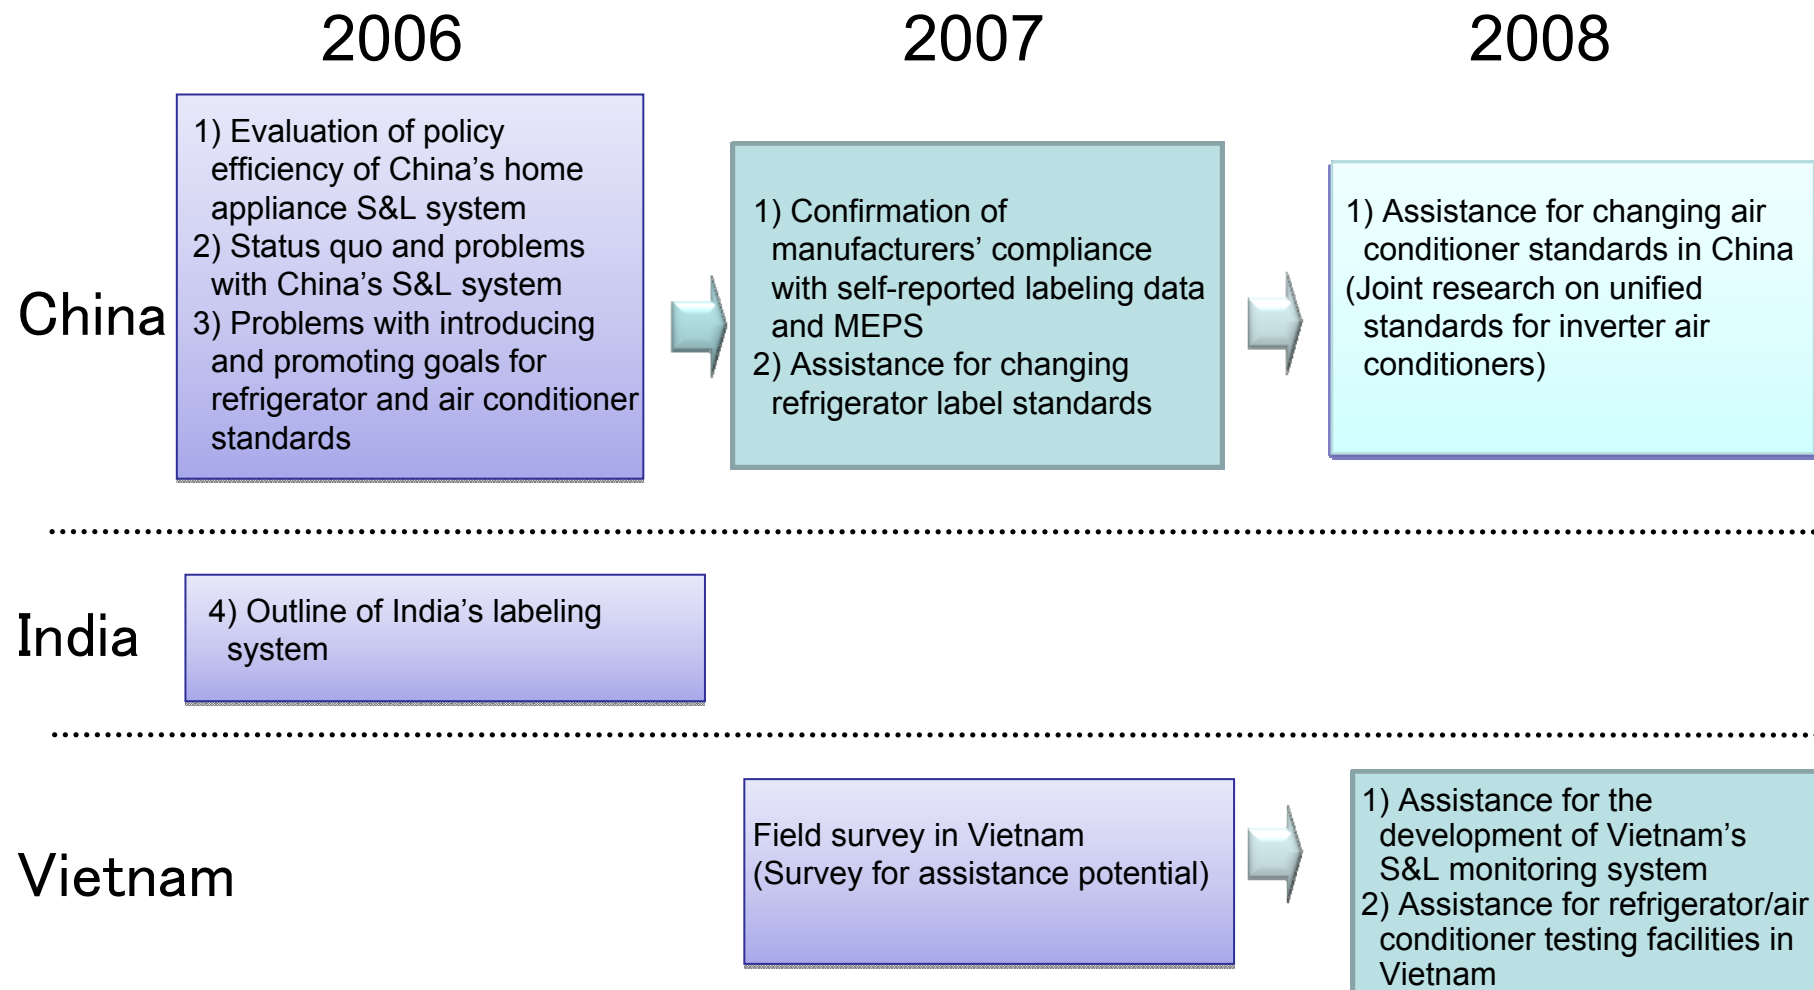 2006
2007
2008
China
1) Evaluation of policy
efficiency of China’s home
appliance S&L system
2) Status quo and problems
with China’s S&L system
3) Problems with introducing
and promoting goals for
refrigerator and air conditioner
standards
1) Confirmation of
manufacturers’ compliance
with self-reported labeling data
and MEPS
2) Assistance for changing
refrigerator label standards
1) Assistance for changing air
conditioner standards in China
(Joint research on unified
standards for inverter air
conditioners)
India
4) Outline of India’s labeling
system
Vietnam
Field survey in Vietnam
(Survey for assistance potential)
1) Assistance for the
development of Vietnam’s
S&L monitoring system
2) Assistance for refrigerator/air
conditioner testing facilities in
Vietnam